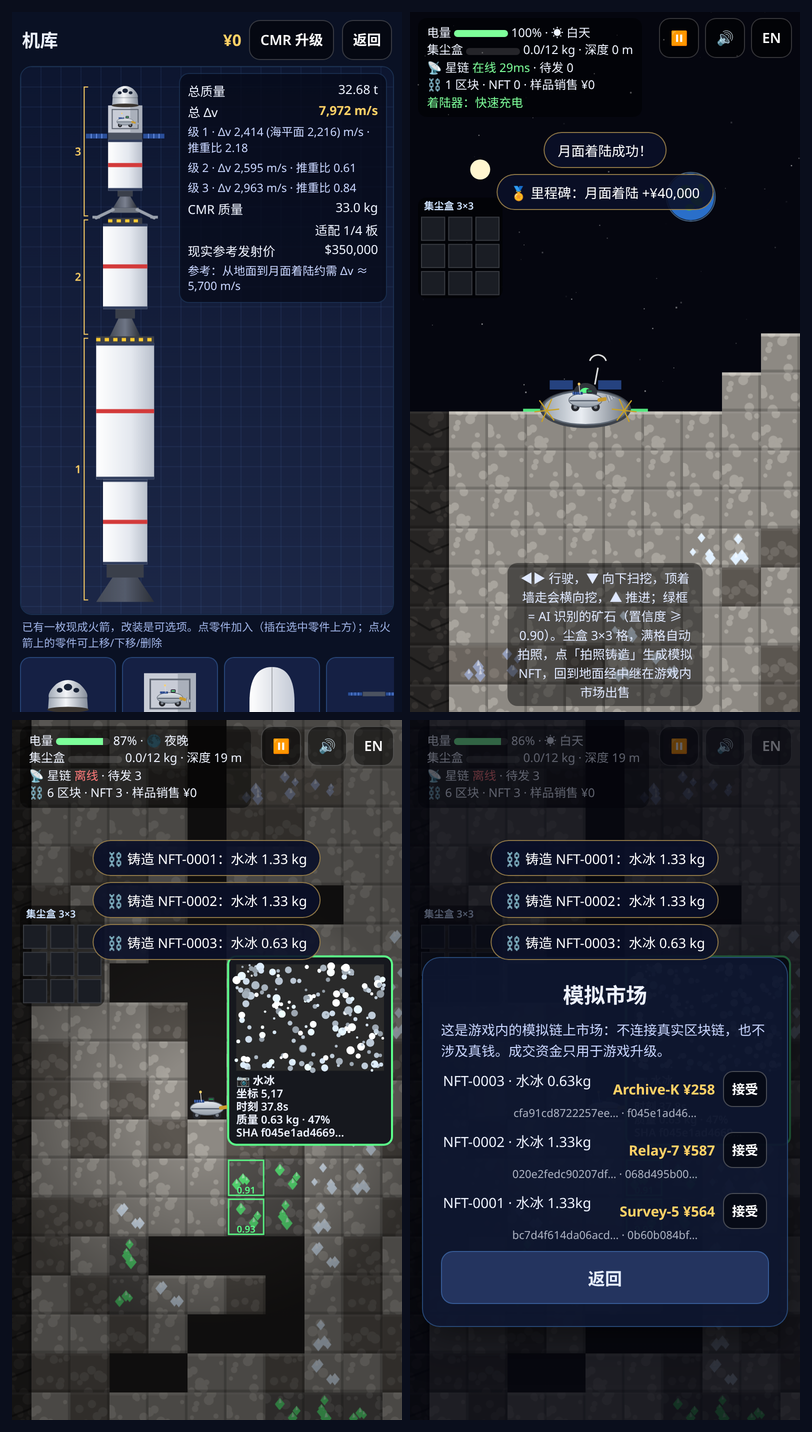 机库
¥0
CMR 升级
返回
总质量 32.68 t
总 Δv 7,972 m/s
级 1 · Δv 2,414 (海平面 2,216) m/s ·
推重比 2.18
级 2 · Δv 2,595 m/s · 推重比 0.61
级 3 · Δv 2,963 m/s · 推重比 0.84
CMR 质量 33.0 kg
适配 1/4 板
现实参考发射价 $350,000
参考：从地面到月面着陆约需 Δv ≈
5,700 m/s
3
2
1
已有一枚现成火箭，改装是可选项。点零件加入（插在选中零件上方）；点火
箭上的零件可上移/下移/删除
电量 100% · ☀ 白天
集尘盒 0.0/12 kg · 深度 0 m
📡 星链 在线 29ms · 待发 0
⛓ 1 区块 · NFT 0 · 样品销售 ¥0
着陆器：快速充电
⏸
🔊
EN
月面着陆成功！
🏅 里程碑：月面着陆 +¥40,000
集尘盒 3×3
◀▶ 行驶，▼ 向下扫挖，顶着
墙走会横向挖，▲ 推进；绿框
= AI 识别的矿石（置信度 ≥
0.90）。尘盒 3×3 格，满格自动
拍照，点「拍照铸造」生成模拟
NFT，回到地面经中继在游戏内
市场出售
电量 87% · 🌑 夜晚
集尘盒 0.0/12 kg · 深度 19 m
📡 星链 离线 · 待发 3
⛓ 6 区块 · NFT 3 · 样品销售 ¥0
⏸
🔊
EN
⛓ 铸造 NFT-0001：水冰 1.33 kg
⛓ 铸造 NFT-0002：水冰 1.33 kg
⛓ 铸造 NFT-0003：水冰 0.63 kg
集尘盒 3×3
📷 水冰
坐标 5,17
时刻 37.8s
质量 0.63 kg · 47%
SHA f045e1ad4669…
0.91
0.93
电量 86% · ☀ 白天
集尘盒 0.0/12 kg · 深度 19 m
📡 星链 离线 · 待发 3
⛓ 6 区块 · NFT 3 · 样品销售 ¥0
⏸
🔊
EN
⛓ 铸造 NFT-0001：水冰 1.33 kg
⛓ 铸造 NFT-0002：水冰 1.33 kg
⛓ 铸造 NFT-0003：水冰 0.63 kg
集尘盒 3×3
模拟市场
这是游戏内的模拟链上市场：不连接真实区块链，也不
涉及真钱。成交资金只用于游戏升级。
NFT-0003 · 水冰 0.63kg Archive-K ¥258 接受
cfa91cd8722257ee… · f045e1ad46…
NFT-0002 · 水冰 1.33kg Relay-7 ¥587 接受
020e2fedc90207df… · 068d495b00…
NFT-0001 · 水冰 1.33kg Survey-5 ¥564 接受
bc7d4f614da06acd… · 0b60b084bf…
返回